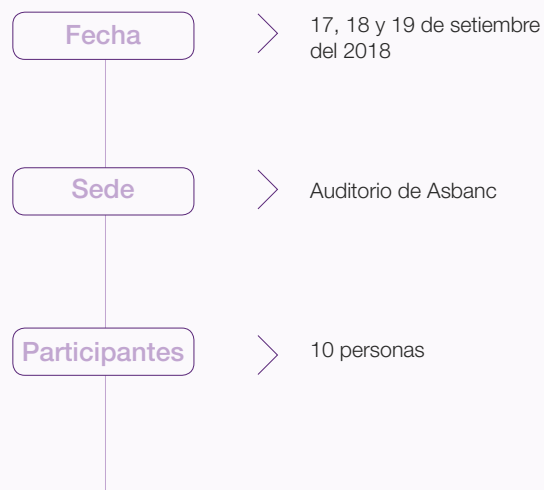 Fecha
17, 18 y 19 de setiembre
del 2018
Sede
Auditorio de Asbanc
Participantes
10 personas